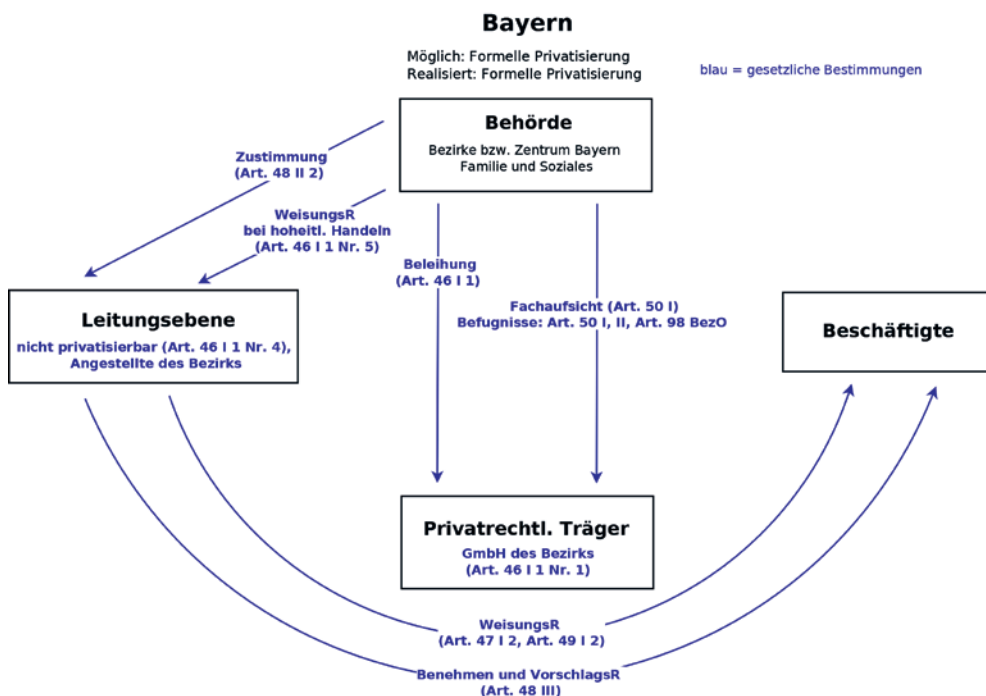 Bayern
Möglich: Formelle Privatisierung
Realisiert: Formelle Privatisierung
blau = gesetzliche Bestimmungen
Behörde
Bezirke bzw. Zentrum Bayern
Familie und Soziales
Zustimmung
(Art. 48 II 2)
WeisungsR
bei hoheitl. Handeln
(Art. 46 I 1 Nr. 5)
Beleihung
(Art. 46 I 1)
Fachaufsicht (Art. 50 I)
Befugnisse: Art. 50 I, II, Art. 98 BezO
Leitungsebene
nicht privatisierbar (Art. 46 I 1 Nr. 4),
Angestellte des Bezirks
Beschäftigte
Privatrechtl. Träger
GmbH des Bezirks
(Art. 46 I 1 Nr. 1)
WeisungsR
(Art. 47 I 2, Art. 49 I 2)
Benehmen und VorschlagsR
(Art. 48 III)